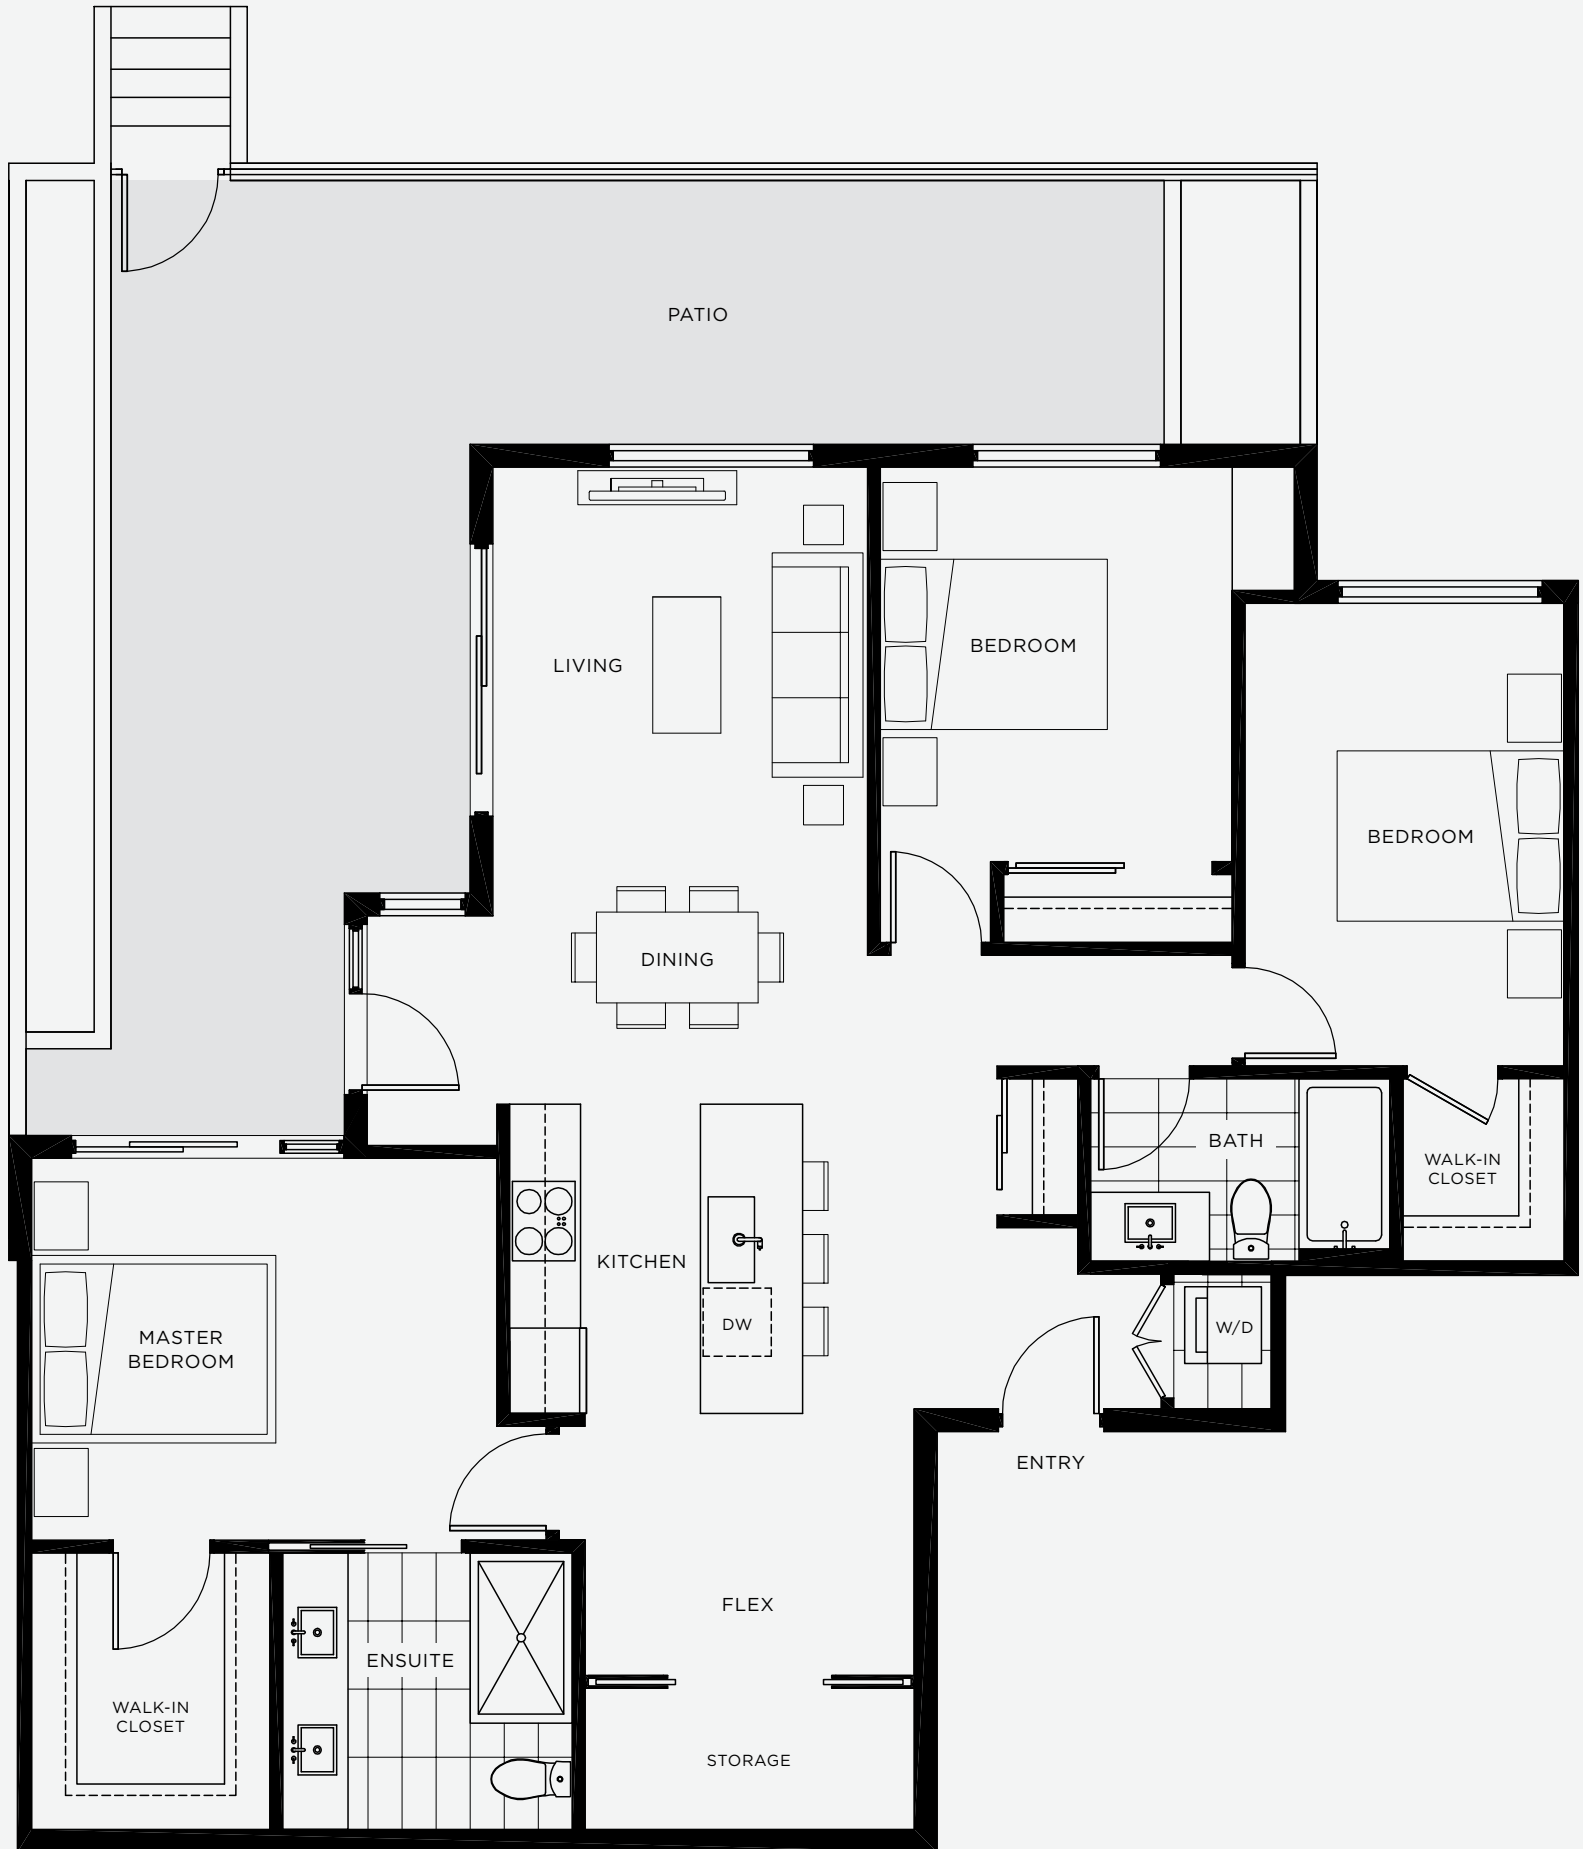 PATIO
LIVING
BEDROOM
BEDROOM
DINING
BATH
WALK-IN
CLOSET
KITCHEN
DW
W/D
MASTER
BEDROOM
ENTRY
FLEX
ENSUITE
WALK-IN
CLOSET
STORAGE